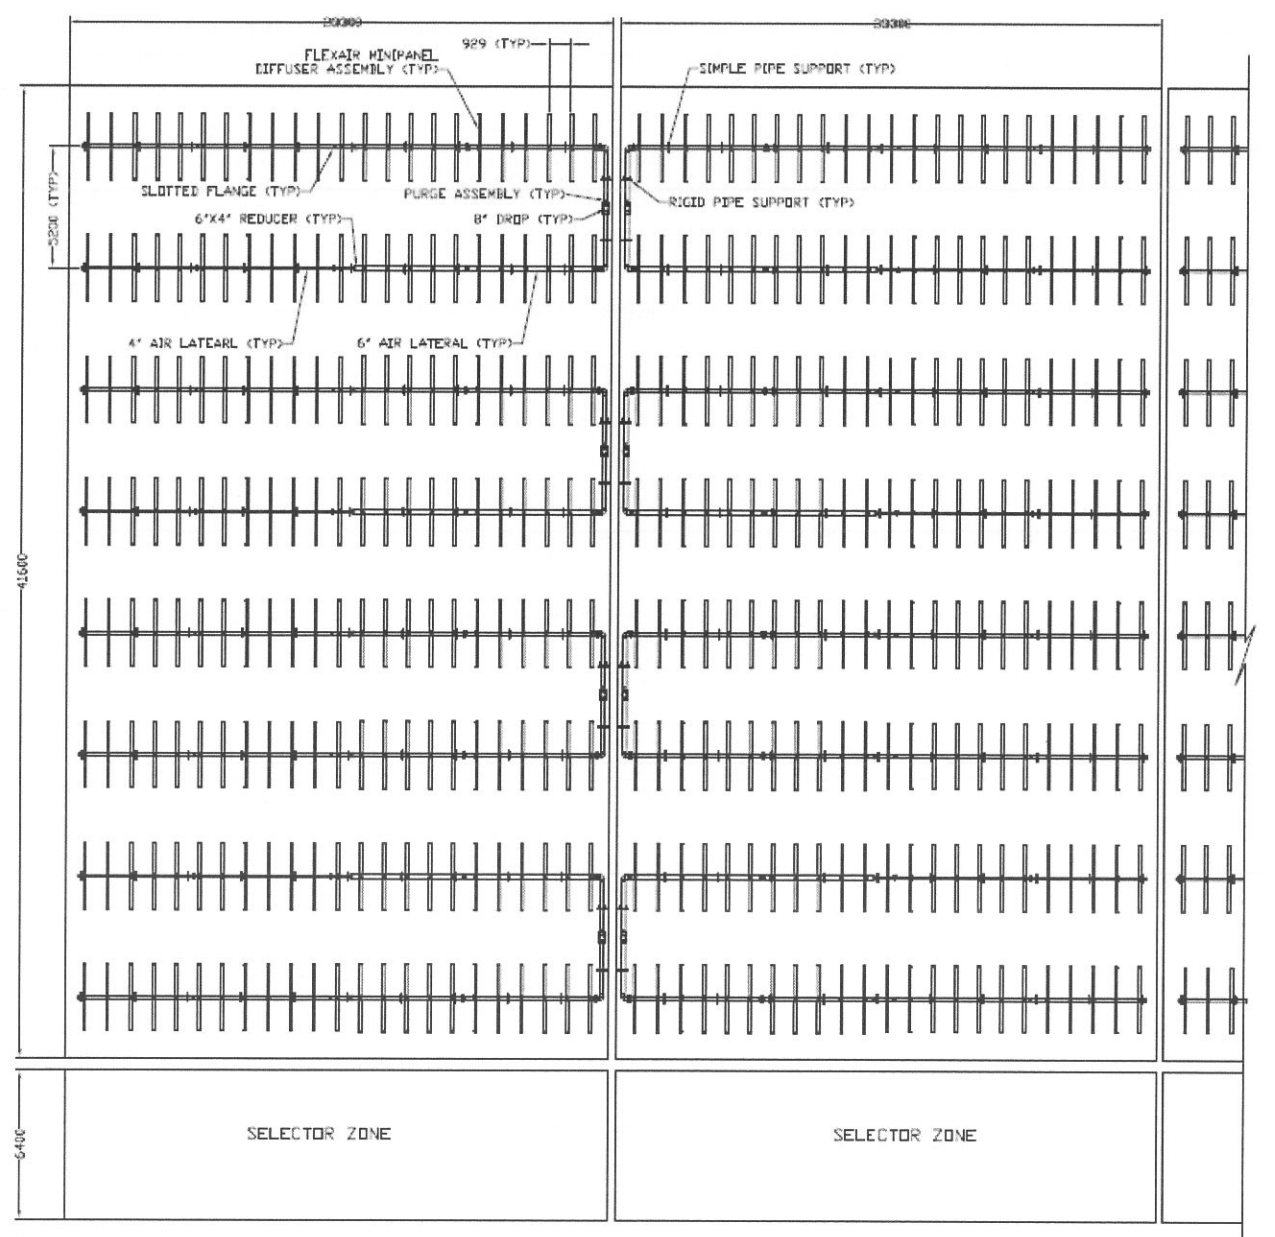 929 (TYP)
FLEXAIR MINIPANEL
DIFFUSER ASSEMBLY (TYP)
SIMPLE PIPE SUPPORT (TYP)
SLOTTED FLANGE (TYP)
PURGE ASSEMBLY (TYP)
RIGID PIPE SUPPORT (TYP)
6"X4" REDUCER (TYP)
8" DROP (TYP)
5200 (TYP)
4" AIR LATEARL (TYP)
6" AIR LATERAL (TYP)
41600
SELECTOR ZONE
SELECTOR ZONE
6400